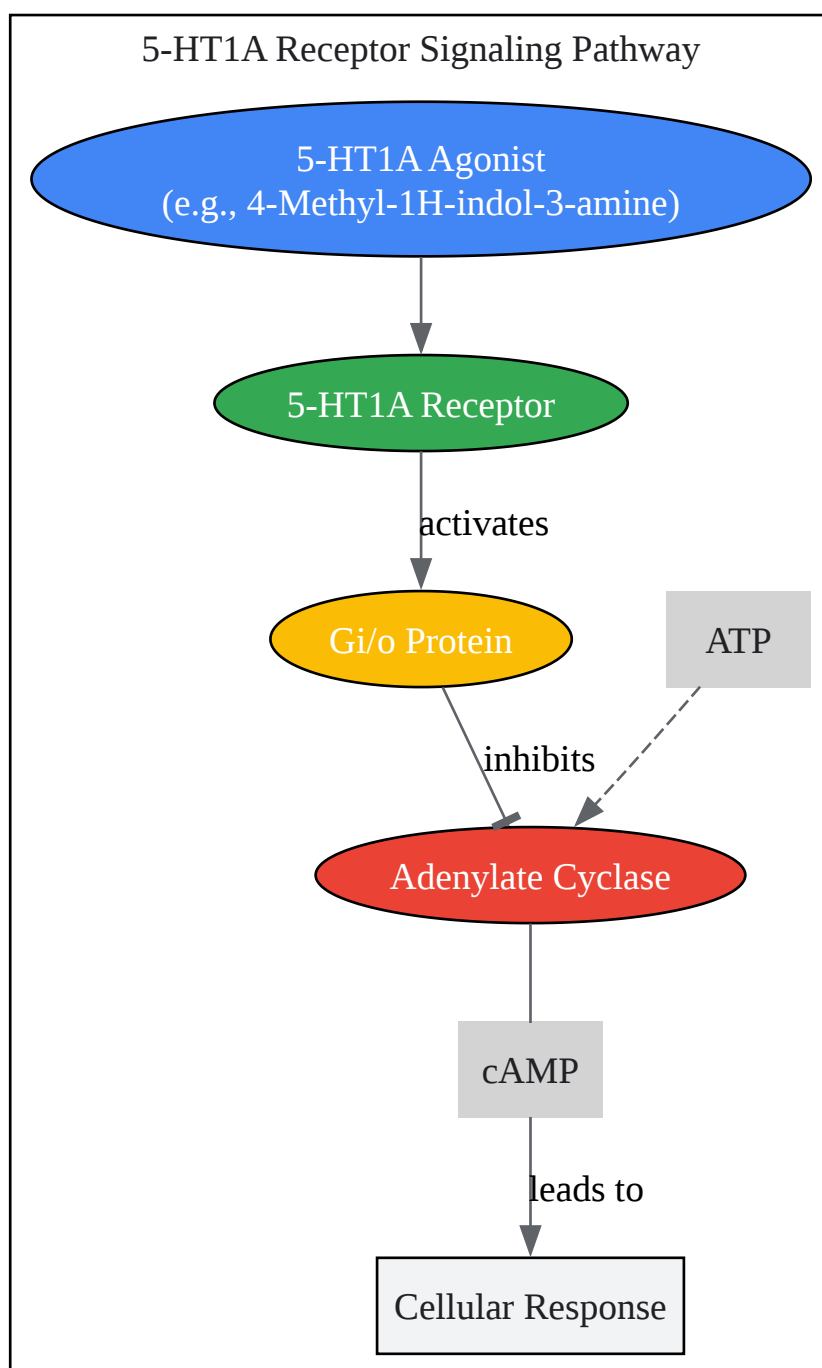 5-HT1A Receptor Signaling Pathway
5-HT1A Agonist
(e.g., 4-Methyl-1H-indol-3-amine)
5-HT1A Receptor
activates
Gi/o Protein
ATP
inhibits
Adenylate Cyclase
cAMP
leads to
Cellular Response